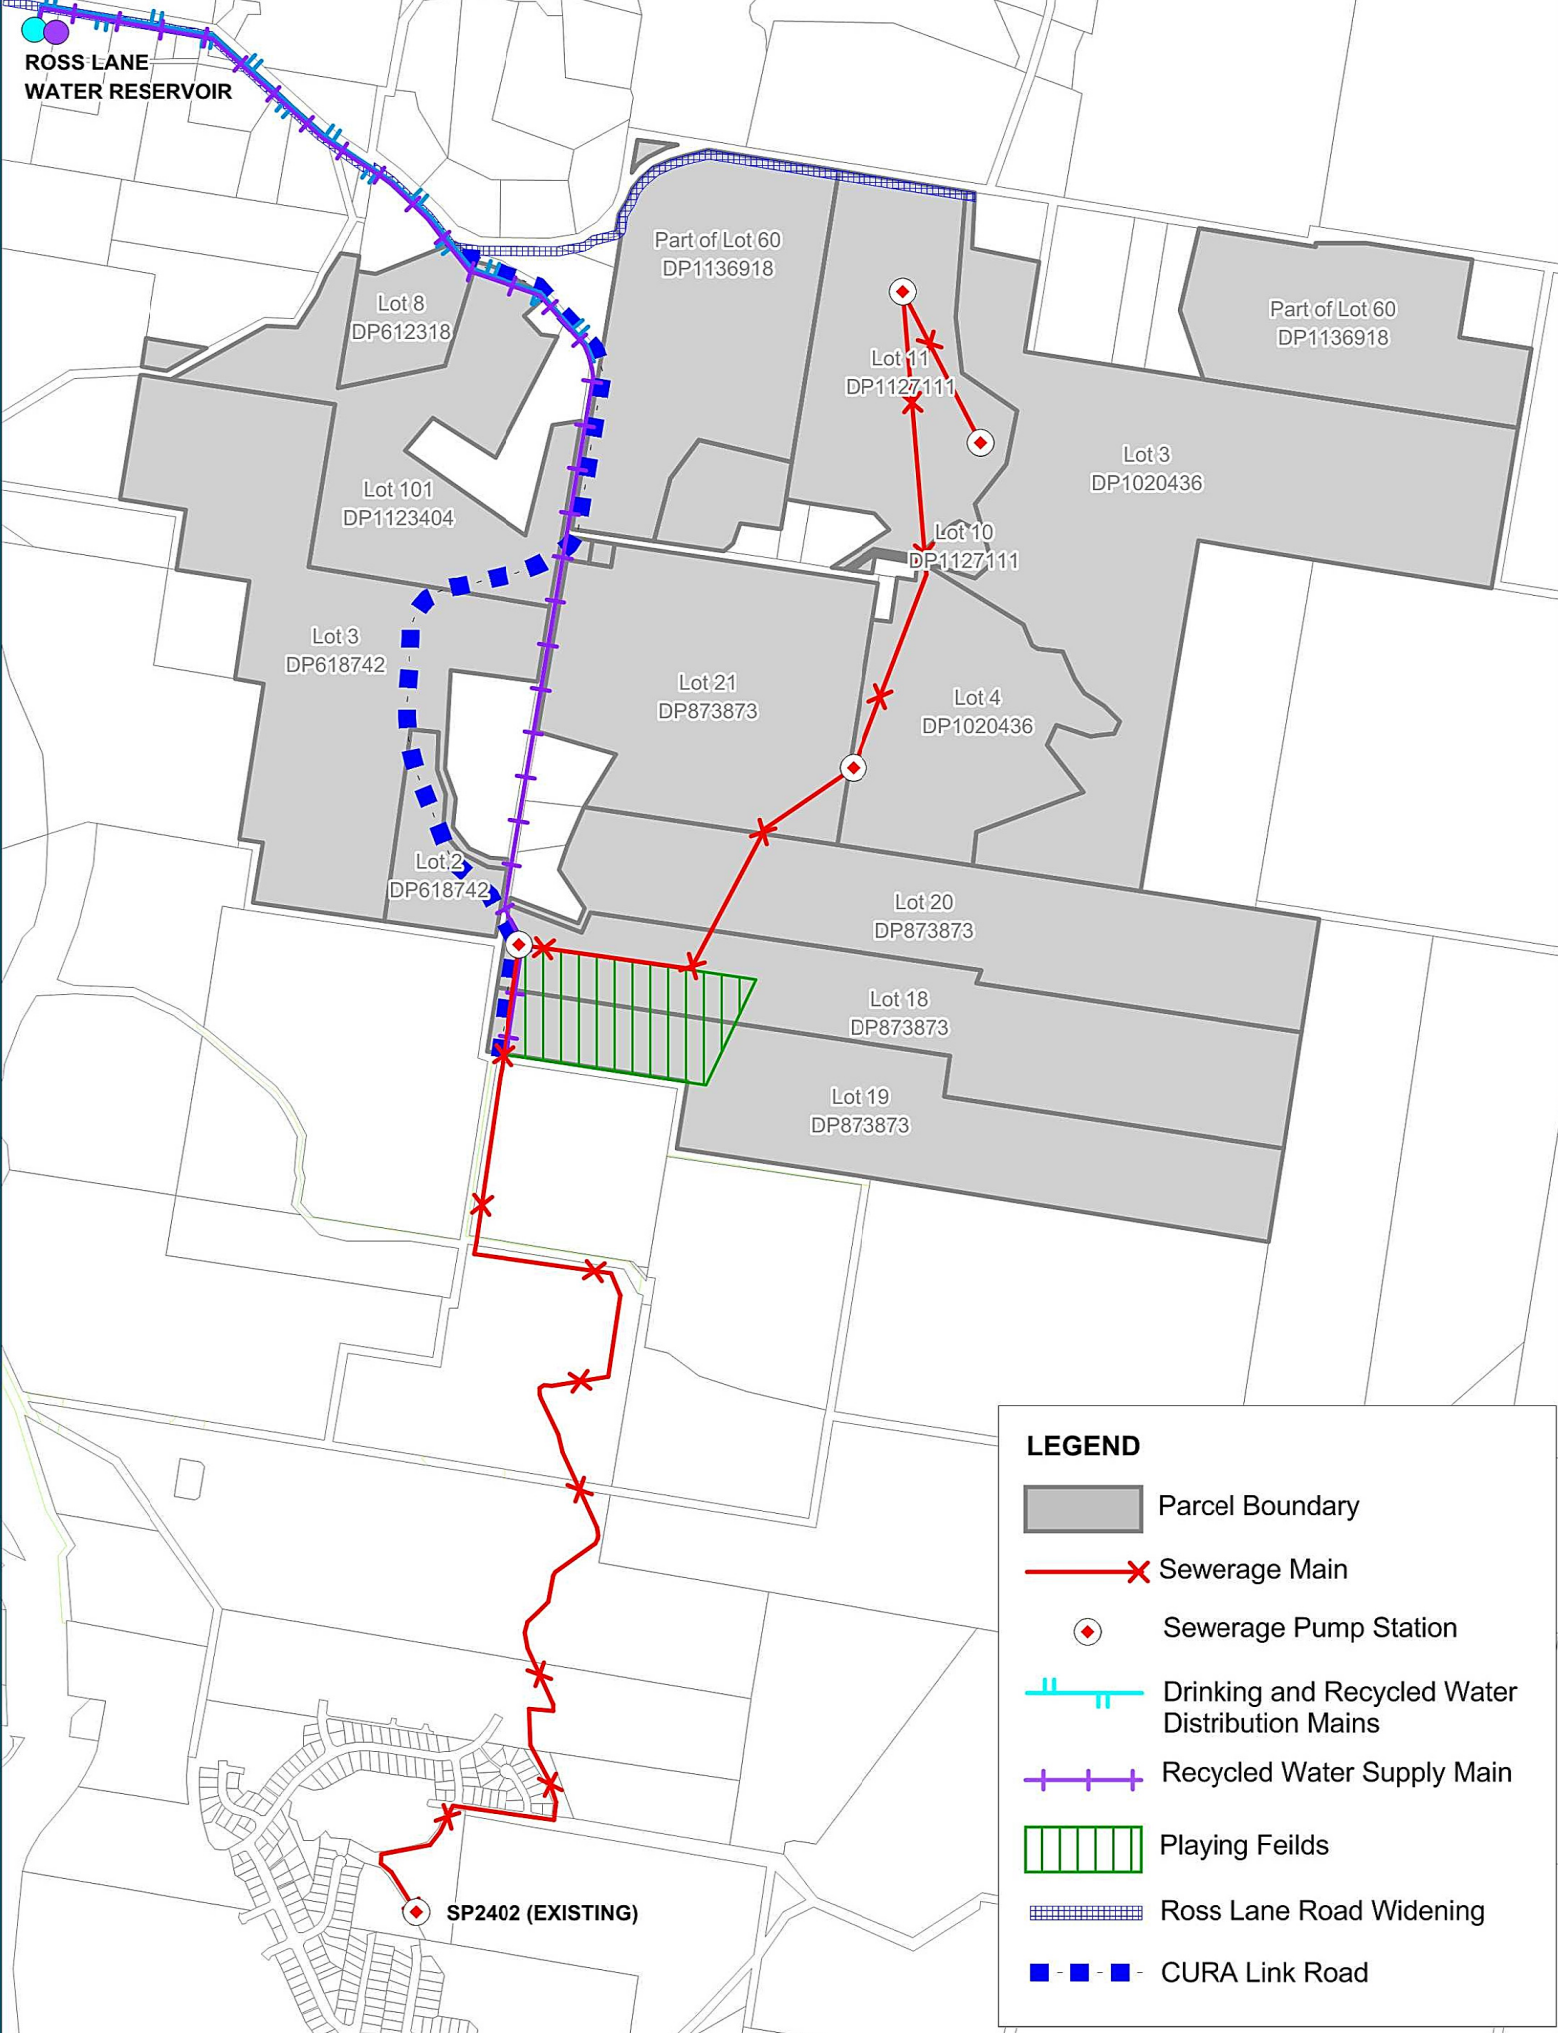 ROSS LANE
WATER RESERVOIR
Part of Lot 60
DP1136918
Part of Lot 60
DP1136918
Lot 8
DP612318
Lot 11
DP1127111
Lot 3
DP1020436
Lot 101
DP1123404
Lot 10
DP1127111
Lot 3
DP618742
Lot 21
DP873873
Lot 4
DP1020436
Lot 2
DP618742
Lot 20
DP873873
Lot 18
DP873873
Lot 19
DP873873
SP2402 (EXISTING)
LEGEND
Parcel Boundary
Sewerage Main
Sewerage Pump Station
Drinking and Recycled Water
Distribution Mains
Recycled Water Supply Main
Playing Feilds
Ross Lane Road Widening
CURA Link Road